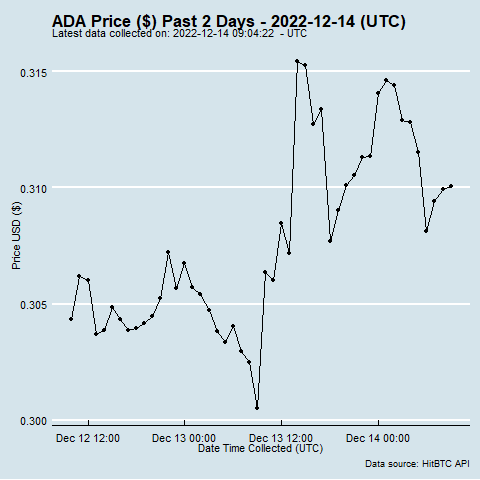 ADA Price ($) Past 2 Days - 2022-12-14 (UTC)
Latest data collected on: 2022-12-14 09:04:22 - UTC
0.315
0.310
0.305
0.300
Price USD ($)
Dec 12 12:00 Dec 13 00:00 Dec 13 12:00 Dec 14 00:00
Date Time Collected (UTC)
Data source: HitBTC API